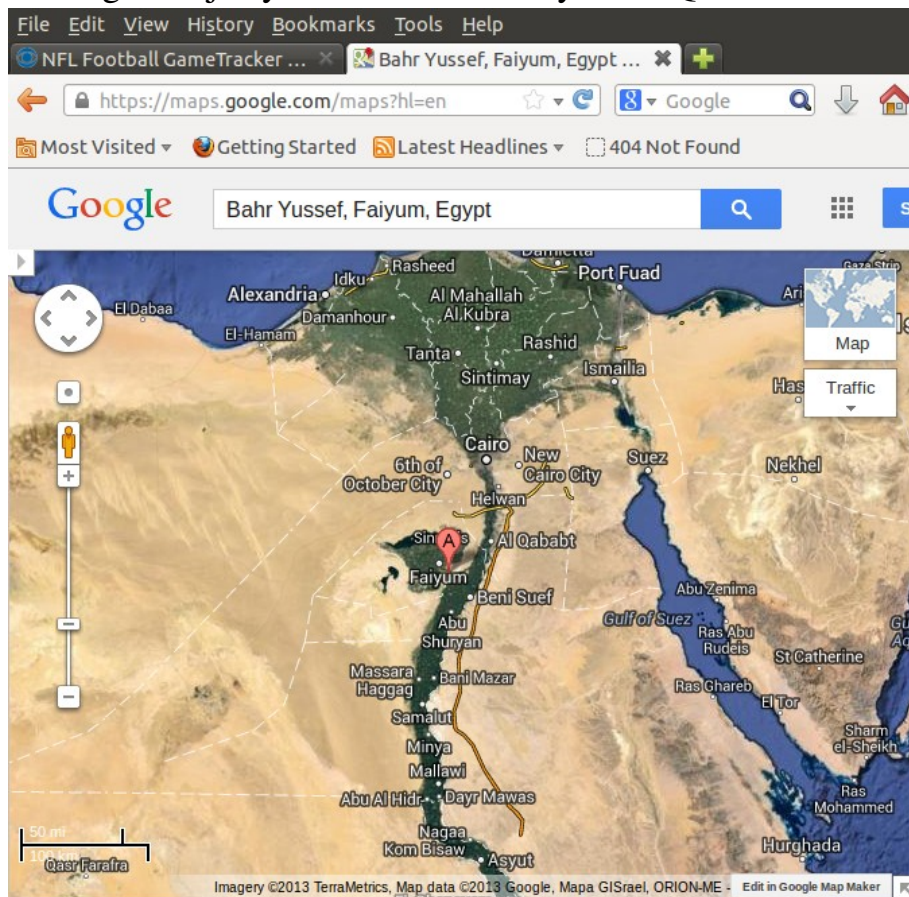 File Edit View History Bookmarks Tools Help
NFL Football GameTracker ... Bahr Yussef, Faiyum, Egypt ...
https://maps.google.com/maps?hl=en Google
Most Visited Getting Started Latest Headlines 404 Not Found
Google Bahr Yussef, Faiyum, Egypt
Damietta
Rasheed
Idku
Port Fuad
Gaza Strip
Alexandria
Al Mahallah
Al Kubra
El Dabaa
Damanhour
El-Hamam
Map
Tanta
Rashid
Sintimay
Ismailia
Traffic
Cairo
New
Cairo City
6th of
October City
Suez
Nekhel
Helwan
A
Al Qababt
Faiyum
Beni Suef
Abu Zenima
Abu
Shuryan
Gulf of Suez
Ras Abu
Rudeis
St Catherine
Massara
Haggag
Bani Mazar
Ras Ghareb
El Tor
Samalut
Sharm
el-Sheikh
Minya
Mallawi
Abu Al Hidr
Dayr Mawas
Ras
Mohammed
50 mi
100 km
Nagaa
Kom Bisaw
Hurghada
Qasr Farafra
Asyut
Imagery ©2013 TerraMetrics, Map data ©2013 Google, Mapa GISrael, ORION-ME - Edit in Google Map Maker